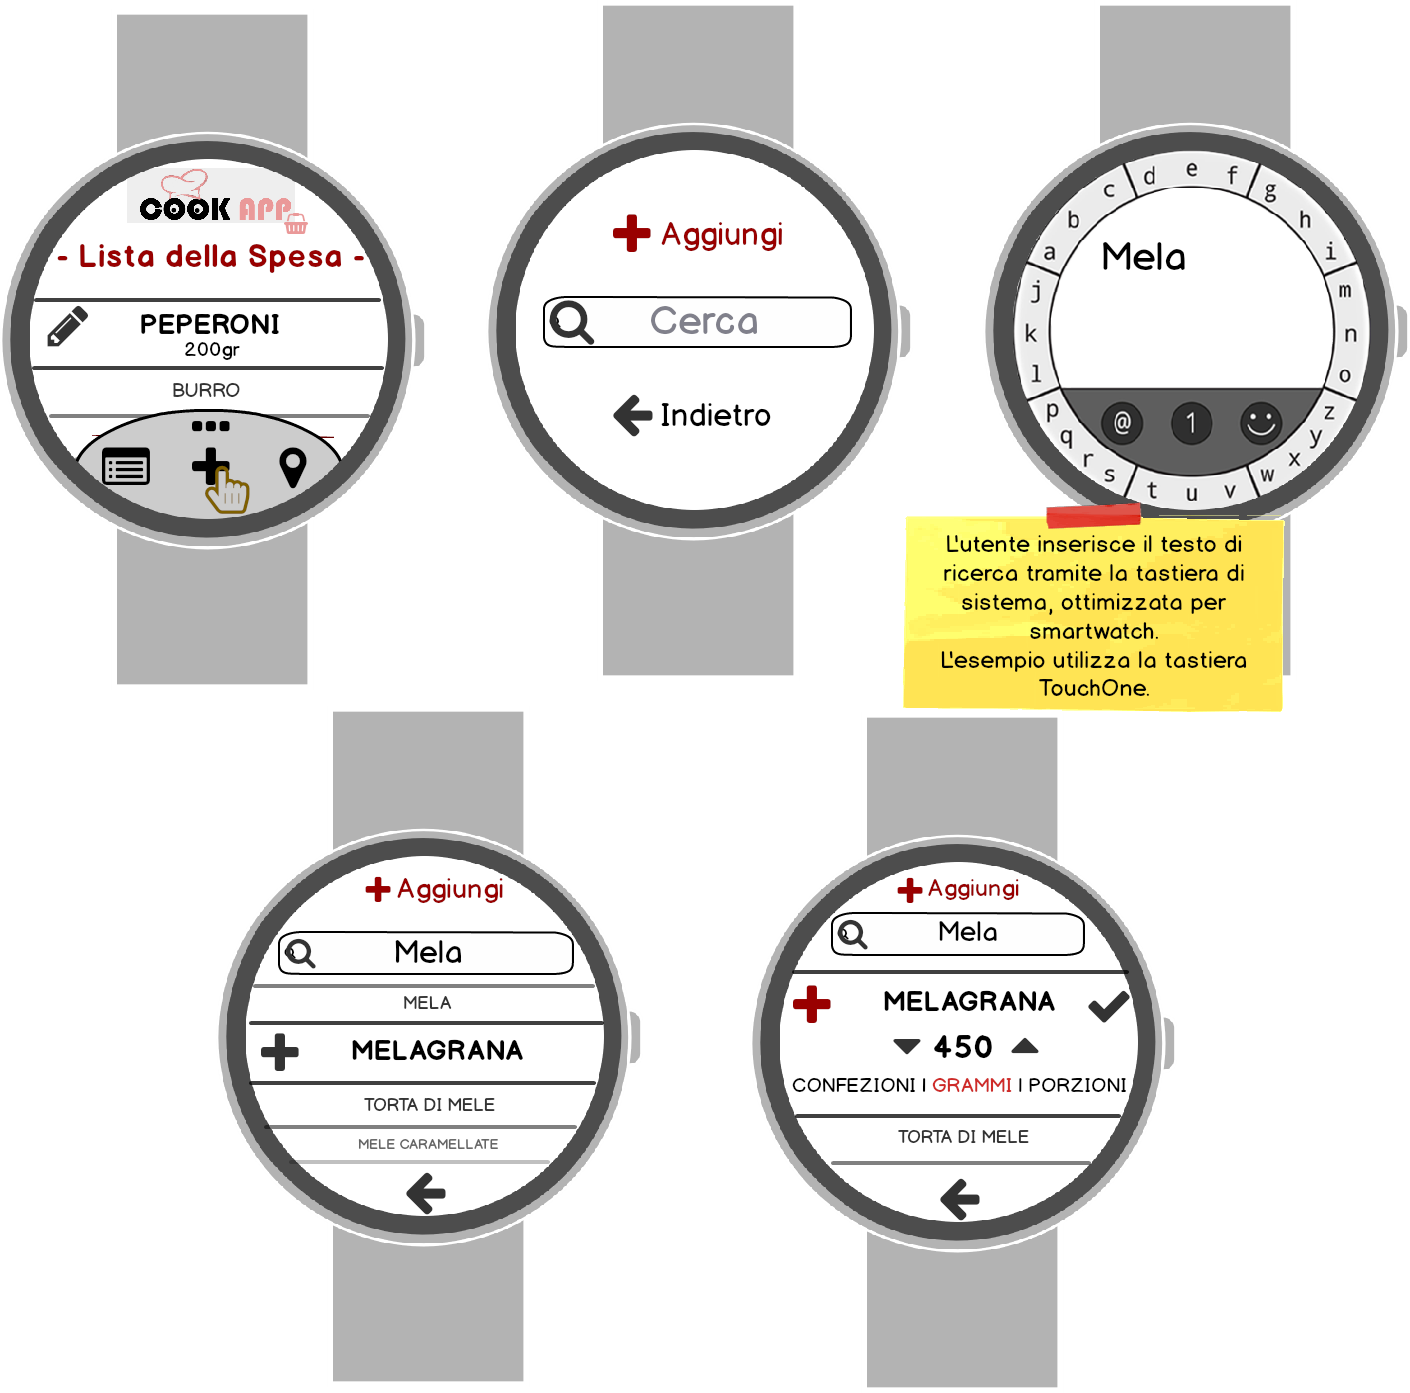 COOK APP
- Lista della Spesa -
PEPERONI
200gr
BURRO
Aggiungi
Cerca
Indietro
a b c d e f g h i
j k l m n o
p q r s t u v w x y z
Mela
@ 1
L'utente inserisce il testo di
ricerca tramite la tastiera di
sistema, ottimizzata per
smartwatch.
L'esempio utilizza la tastiera
TouchOne.
Aggiungi
Mela
MELA
MELAGRANA
TORTA DI MELE
MELE CARAMELLATE
Aggiungi
Mela
MELAGRANA
450
CONFEZIONI | GRAMMI | PORZIONI
TORTA DI MELE